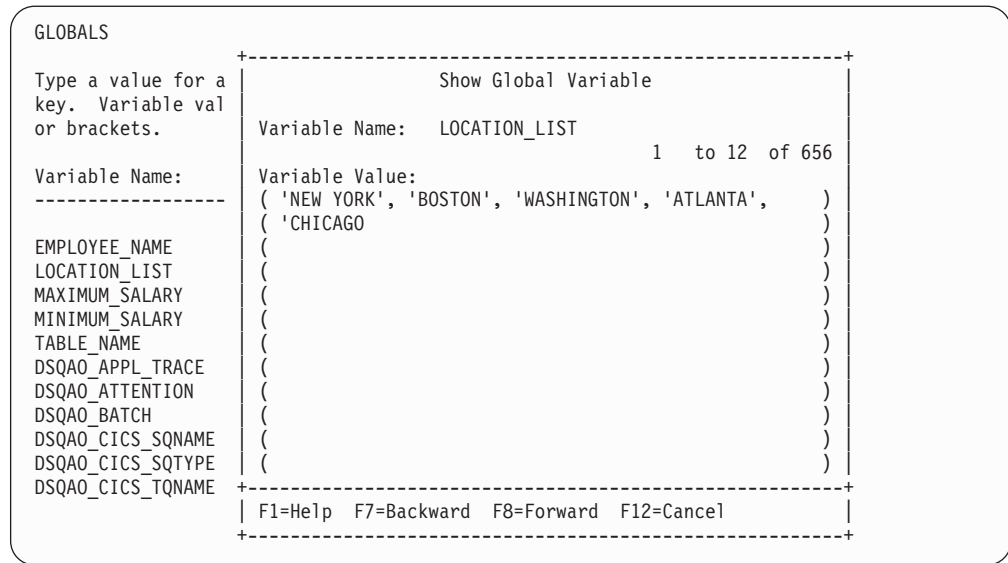 GLOBALS
+--------------------------------------------------------+
Type a value for a | Show Global Variable |
key. Variable val | |
or brackets. | Variable Name: LOCATION_LIST |
| 1 to 12 of 656 |
Variable Name: | Variable Value: |
------------------ | ( 'NEW YORK', 'BOSTON', 'WASHINGTON', 'ATLANTA', ) |
| ( 'CHICAGO ) |
EMPLOYEE_NAME | ( ) |
LOCATION_LIST | ( ) |
MAXIMUM_SALARY | ( ) |
MINIMUM_SALARY | ( ) |
TABLE_NAME | ( ) |
DSQAO_APPL_TRACE | ( ) |
DSQAO_ATTENTION | ( ) |
DSQAO_BATCH | ( ) |
DSQAO_CICS_SQNAME | ( ) |
DSQAO_CICS_SQTYPE | ( ) |
DSQAO_CICS_TQNAME +--------------------------------------------------------+
| F1=Help F7=Backward F8=Forward F12=Cancel |
+--------------------------------------------------------+